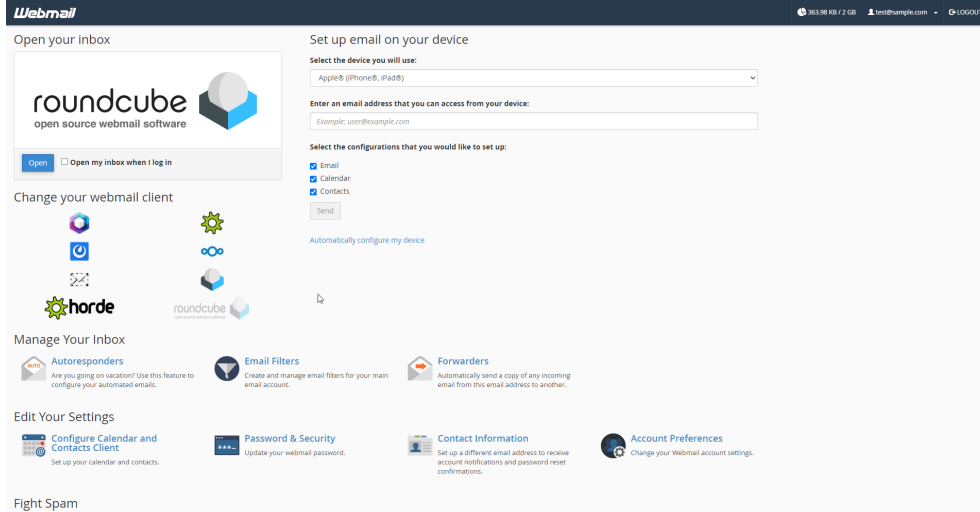 Webmail
363.98 KB / 2 GB test@sample.com LOGOUT
Open your inbox
roundcube
open source webmail software
Open Open my inbox when I log in
Change your webmail client
horde
roundcube
open source webmail software
Set up email on your device
Select the device you will use:
Apple® (iPhone®, iPad®)
Enter an email address that you can access from your device:
Example: user@example.com
Select the configurations that you would like to set up:
Email
Calendar
Contacts
Send
Automatically configure my device
Manage Your Inbox
AUTO
Autoresponders
Are you going on vacation? Use this feature to
configure your automated emails.
Email Filters
Create and manage email filters for your main
email account.
Forwarders
Automatically send a copy of any incoming
email from this email address to another.
Edit Your Settings
Configure Calendar and
Contacts Client
Set up your calendar and contacts.
Password & Security
Update your webmail password.
Contact Information
Set up a different email address to receive
account notifications and password reset
confirmations.
Account Preferences
Change your Webmail account settings.
Fight Spam